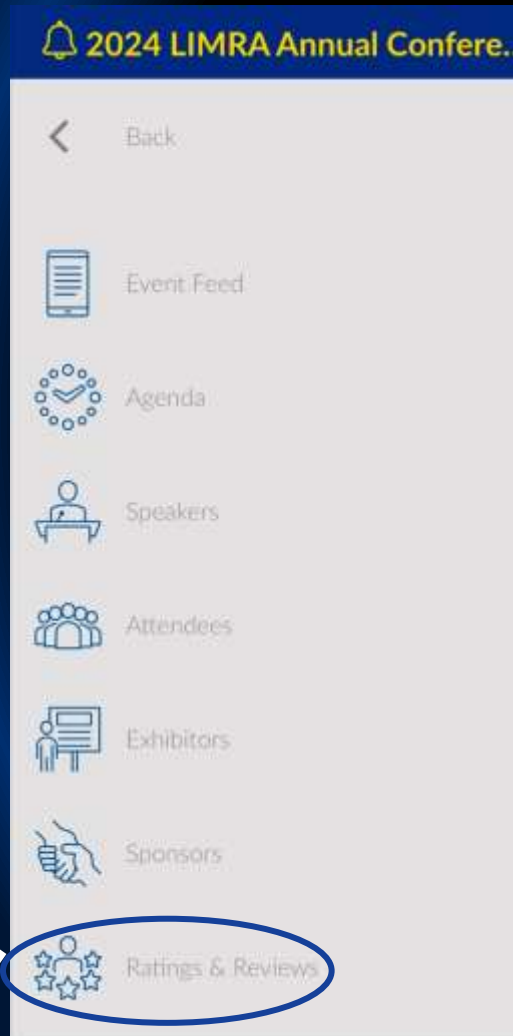 2024 LIMRA Annual Confere..
Back
Event Feed
Agenda
Speakers
Attendees
Exhibitors
Sponsors
Ratings & Reviews